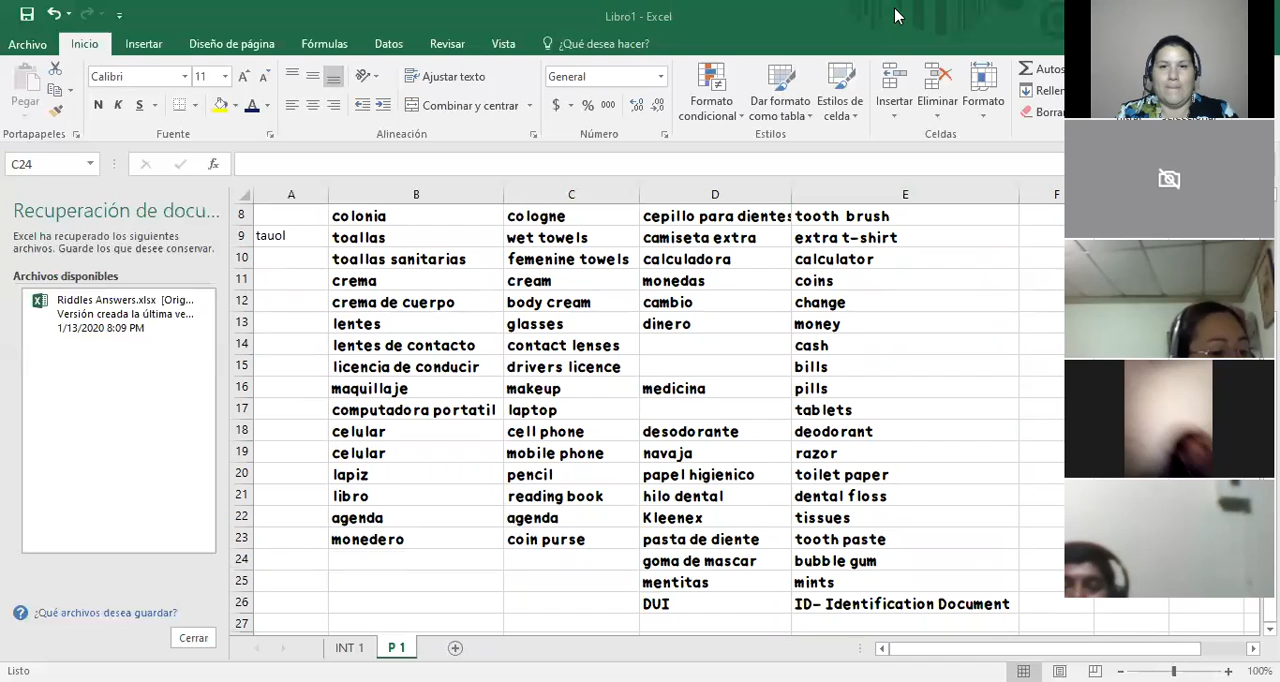 Libro1 - Excel
Archivo Inicio Insertar Diseño de página Fórmulas Datos Revisar Vista ¿Qué desea hacer?
Pegar
Calibri 11
N K S
Ajustar texto
Combinar y centrar
General
$ % 000
Formato condicional
Dar formato como tabla
Estilos de celda
Insertar Eliminar Formato
Σ Autos
Rellen
Borra
Portapapeles Fuente Alineación Número Estilos Celdas
C24 fx
Recuperación de docu...
Excel ha recuperado los siguientes
archivos. Guarde los que desee conservar.
Archivos disponibles
Riddles Answers.xlsx [Orig...
Versión creada la última ve...
1/13/2020 8:09 PM
¿Qué archivos desea guardar?
Cerrar
A B C D E F
8 colonia cologne cepillo para dientes tooth brush
9 tauol toallas wet towels camiseta extra extra t-shirt
10 toallas sanitarias femenine towels calculadora calculator
11 crema cream monedas coins
12 crema de cuerpo body cream cambio change
13 lentes glasses dinero money
14 lentes de contacto contact lenses cash
15 licencia de conducir drivers licence bills
16 maquillaje makeup medicina pills
17 computadora portatil laptop tablets
18 celular cell phone desodorante deodorant
19 celular mobile phone navaja razor
20 lapiz pencil papel higienico toilet paper
21 libro reading book hilo dental dental floss
22 agenda agenda Kleenex tissues
23 monedero coin purse pasta de diente tooth paste
24 goma de mascar bubble gum
25 mentitas mints
26 DUI ID- Identification Document
27
INT 1 P 1
Listo 100%